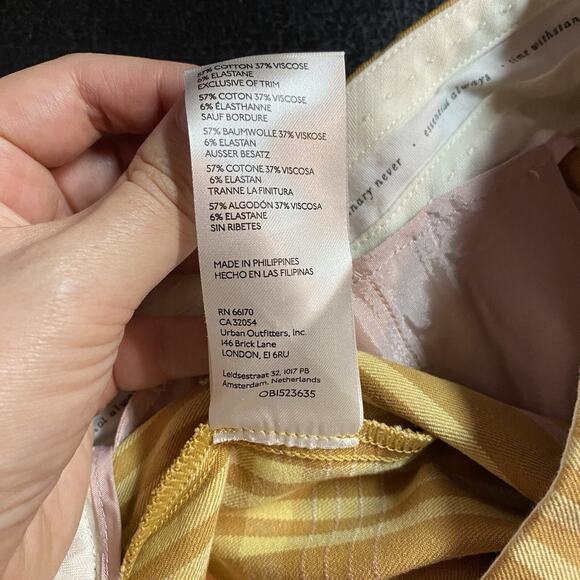 57% COTTON 37% VISCOSE
6% ELASTANE
EXCLUSIVE OF TRIM
57% COTON 37% VISCOSE
6% ÉLASTHANNE
SAUF BORDURE
57% BAUMWOLLE 37% VISKOSE
6% ELASTAN
AUSSER BESATZ
57% COTONE 37% VISCOSA
6% ELASTAN
TRANNE LA FINITURA
57% ALGODÓN 37% VISCOSA
6% ELASTANE
SIN RIBETES
MADE IN PHILIPPINES
HECHO EN LAS FILIPINAS
RN 66170
CA 32054
Urban Outfitters, Inc.
146 Brick Lane
LONDON, E1 6RU
Leidsestraat 32, 1017 PB
Amsterdam, Netherlands
OB1523635
never · essential always · time
always